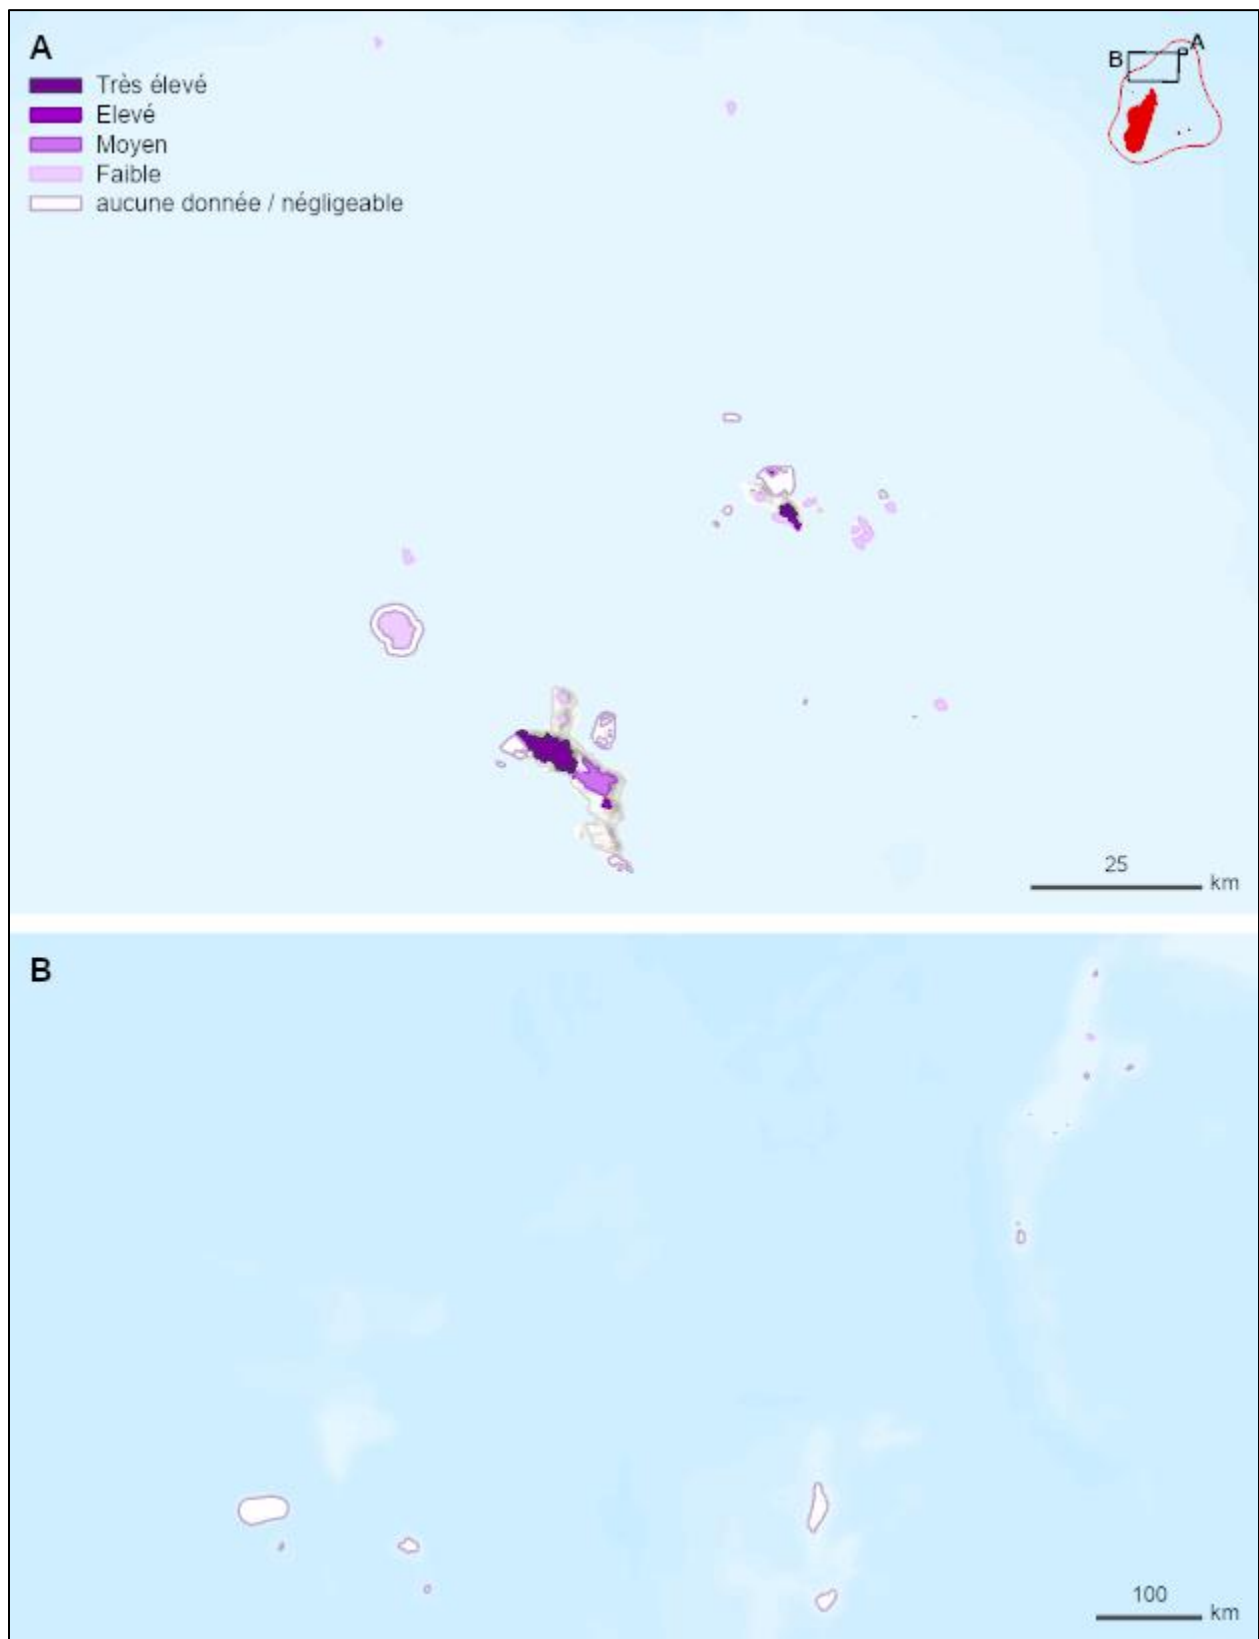 A
Très élevé
Elevé
Moyen
Faible
aucune donnée / négligeable
A
B
25
km
B
100
km